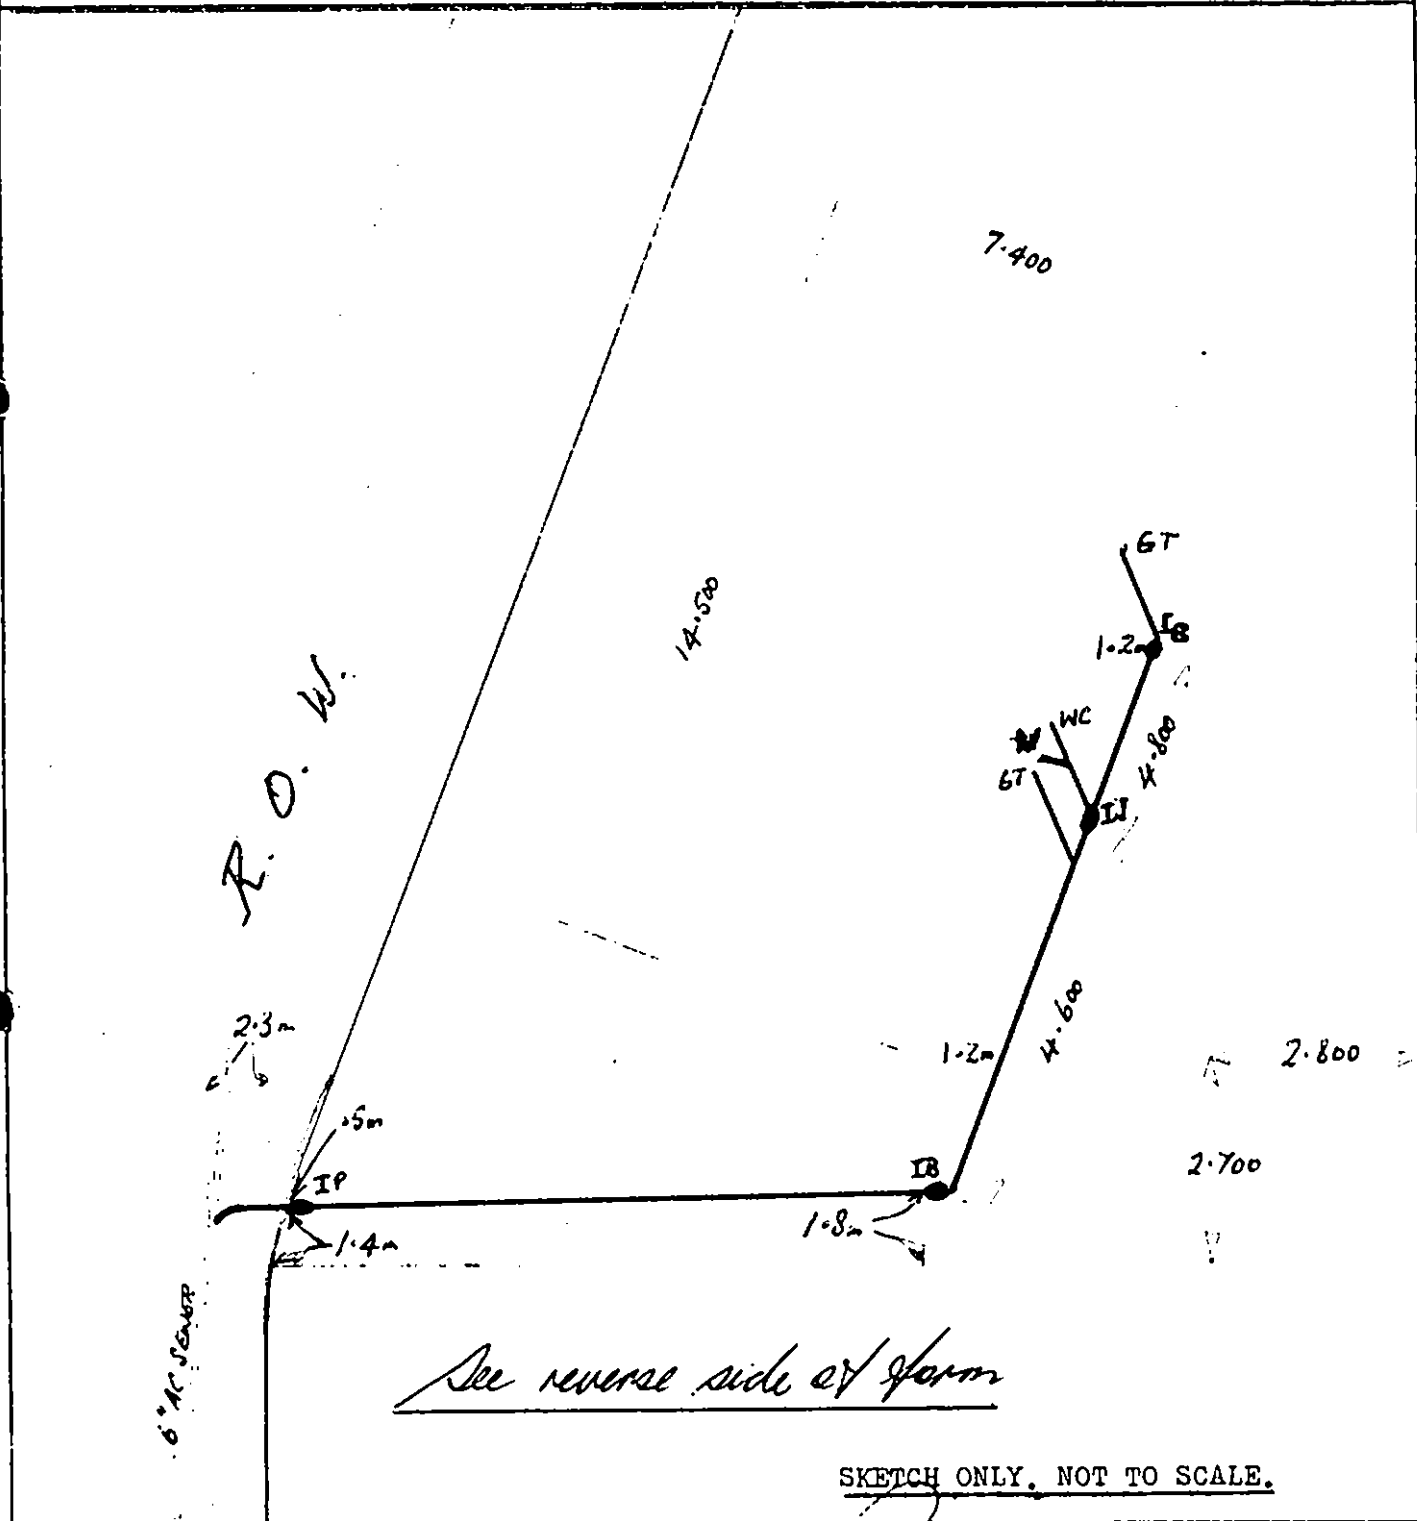 7.400
14.500
GT
IB
1.2m
WC
GT
4.800
IJ
R. O. W.
4.600
1.2m
2.3m
2.800
.5m
IP
IB
2.700
1.8m
1.4m
6" AC SEWER
See reverse side of form
SKETCH ONLY. NOT TO SCALE.